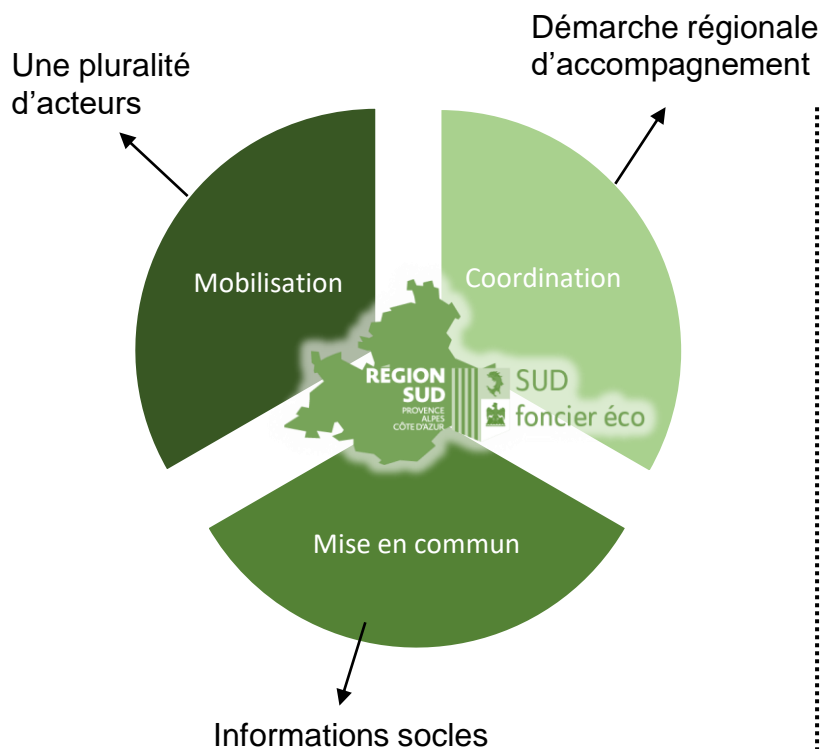 Démarche régionale
d’accompagnement
Une pluralité
d’acteurs
Mobilisation
Coordination
RÉGION
SUD
PROVENCE
ALPES
CÔTE D’AZUR
SUD
foncier éco
Mise en commun
Informations socles